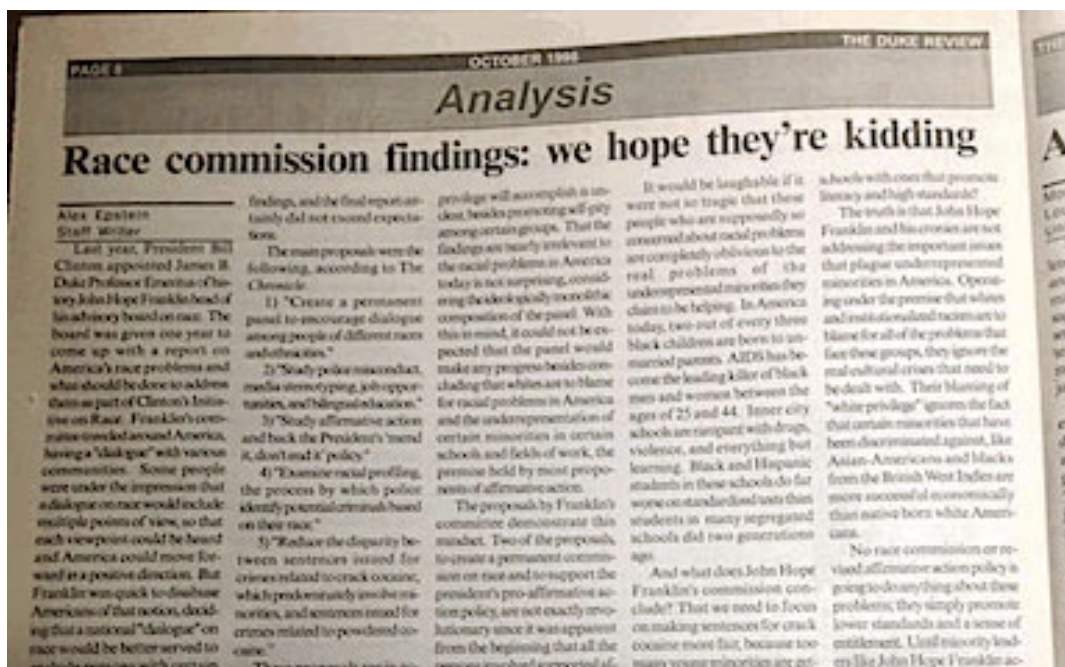 PAGE 8
OCTOBER 1998
THE DUKE REVIEW
THE
Analysis
Race commission findings: we hope they're kidding
Alex Epstein
Staff Writer
Last year, President Bill
Clinton appointed James B.
Duke Professor Emeritus of his-
tory John Hope Franklin head of
his advisory board on race. The
board was given one year to
come up with a report on
America's race problems and
what should be done to address
them as part of Clinton's Initia-
tive on Race. Franklin's com-
mittee traveled around America,
having a "dialogue" with various
communities. Some people
were under the impression that
a dialogue on race would include
multiple points of view, so that
each viewpoint could be heard
and America could move for-
ward in a positive direction. But
Franklin was quick to disabuse
Americans of that notion, decid-
ing that a national "dialogue" on
race would be better served to
findings, and the final report cer-
tainly did not exceed expecta-
tions.
The main proposals were the
following, according to The
Chronicle:
1) "Create a permanent
panel to encourage dialogue
among people of different races
and ethnicities."
2) "Study police misconduct,
media stereotyping, job oppor-
tunities, and bilingual education."
3) "Study affirmative action
and back the President's 'mend
it, don't end it' policy."
4) "Examine racial profiling,
the process by which police
identify potential criminals based
on their race."
5) "Reduce the disparity be-
tween sentences issued for
crimes related to crack cocaine,
which predominately involve mi-
norities, and sentences issued for
crimes related to powdered co-
caine."
privilege will accomplish is un-
clear, besides promoting self-pity
among certain groups. That the
findings are nearly irrelevant to
the racial problems in America
today is not surprising, consid-
ering the ideologically monolithic
composition of the panel. With
this in mind, it could not be ex-
pected that the panel would
make any progress besides con-
cluding that whites are to blame
for racial problems in America
and the underrepresentation of
certain minorities in certain
schools and fields of work, the
premise held by most propo-
nents of affirmative action.
The proposals by Franklin's
committee demonstrate this
mindset. Two of the proposals,
to create a permanent commis-
sion on race and to support the
president's pro-affirmative ac-
tion policy, are not exactly revo-
lutionary since it was apparent
from the beginning that all the
persons involved supported af-
It would be laughable if it
were not so tragic that these
people who are supposedly so
concerned about racial problems
are completely oblivious to the
real problems of the
underrepresented minorities they
claim to be helping. In America
today, two out of every three
black children are born to un-
married parents. AIDS has be-
come the leading killer of black
men and women between the
ages of 25 and 44. Inner city
schools are rampant with drugs,
violence, and everything but
learning. Black and Hispanic
students in these schools do far
worse on standardized tests than
students in many segregated
schools did two generations
ago.
And what does John Hope
Franklin's commission con-
clude? That we need to focus
on making sentences for crack
cocaine more fair, because too
many young minorities are get-
schools with ones that promote
literacy and high standards?
The truth is that John Hope
Franklin and his cronies are not
addressing the important issues
that plague underrepresented
minorities in America. Operat-
ing under the premise that whites
and institutionalized racism are to
blame for all of the problems that
face these groups, they ignore the
real cultural crises that need to
be dealt with. Their blaming of
"white privilege" ignores the fact
that certain minorities that have
been discriminated against, like
Asian-Americans and blacks
from the British West Indies are
more successful economically
than native born white Ameri-
cans.
No race commission or re-
vised affirmative action policy is
going to do anything about these
problems; they simply promote
lower standards and a sense of
entitlement. Until minority lead-
ers like John Hope Franklin